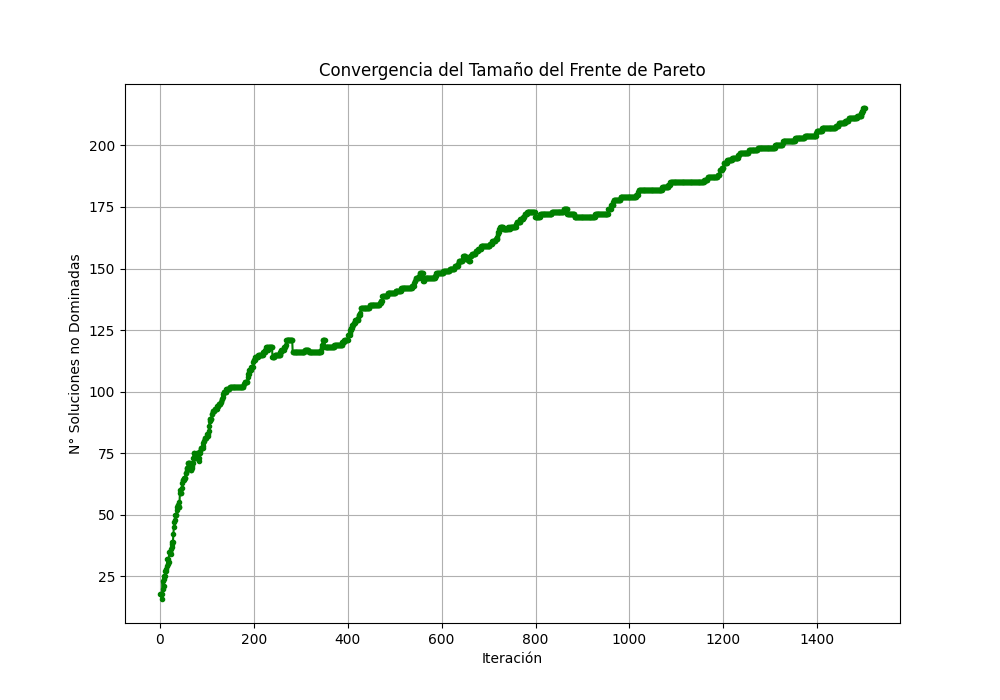 Convergencia del Tamaño del Frente de Pareto
N° Soluciones no Dominadas
200
175
150
125
100
75
50
25
0 200 400 600 800 1000 1200 1400
Iteración